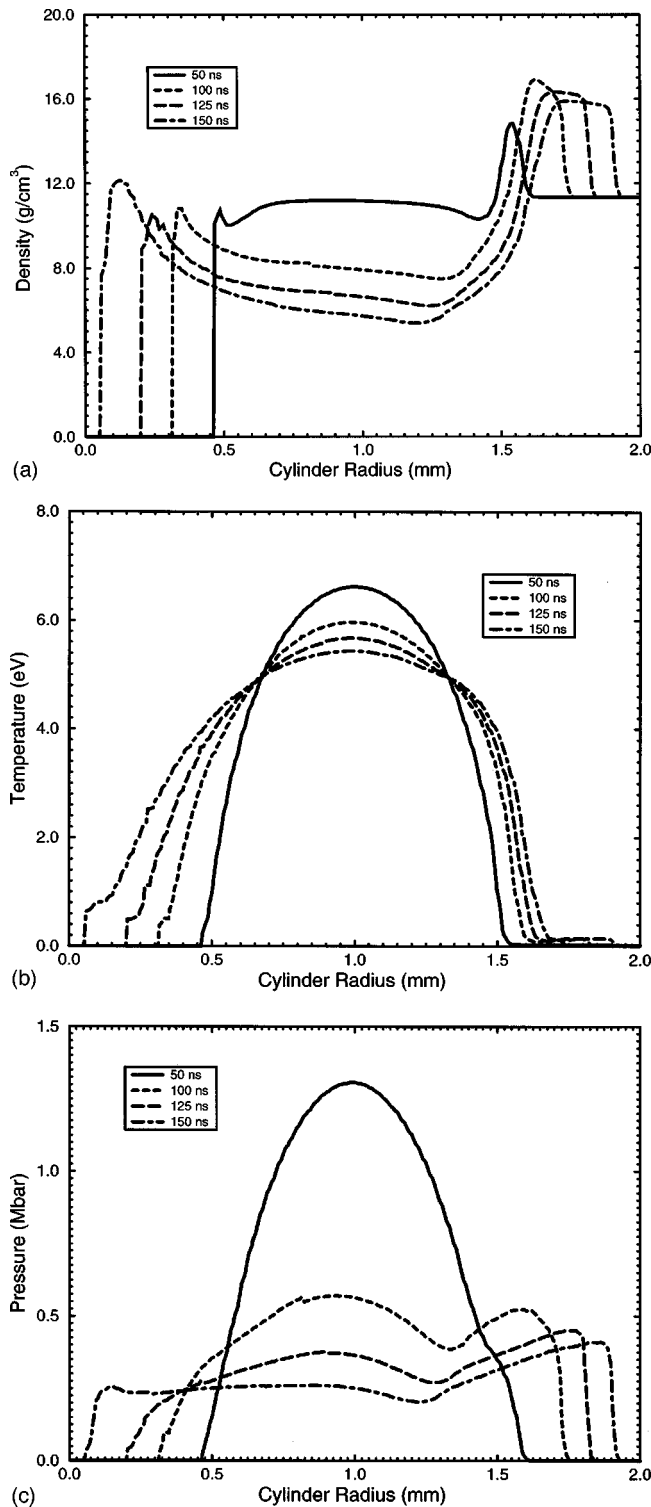 20.0
50 ns
100 ns
125 ns
150 ns
16.0
12.0
8.0
4.0
0.0
Density (g/cm³)
0.0 0.5 1.0 1.5 2.0
Cylinder Radius (mm)
(a)
8.0
50 ns
100 ns
125 ns
150 ns
6.0
4.0
2.0
0.0
Temperature (eV)
0.0 0.5 1.0 1.5 2.0
Cylinder Radius (mm)
(b)
1.5
50 ns
100 ns
125 ns
150 ns
1.0
0.5
0.0
Pressure (Mbar)
0.0 0.5 1.0 1.5 2.0
Cylinder Radius (mm)
(c)